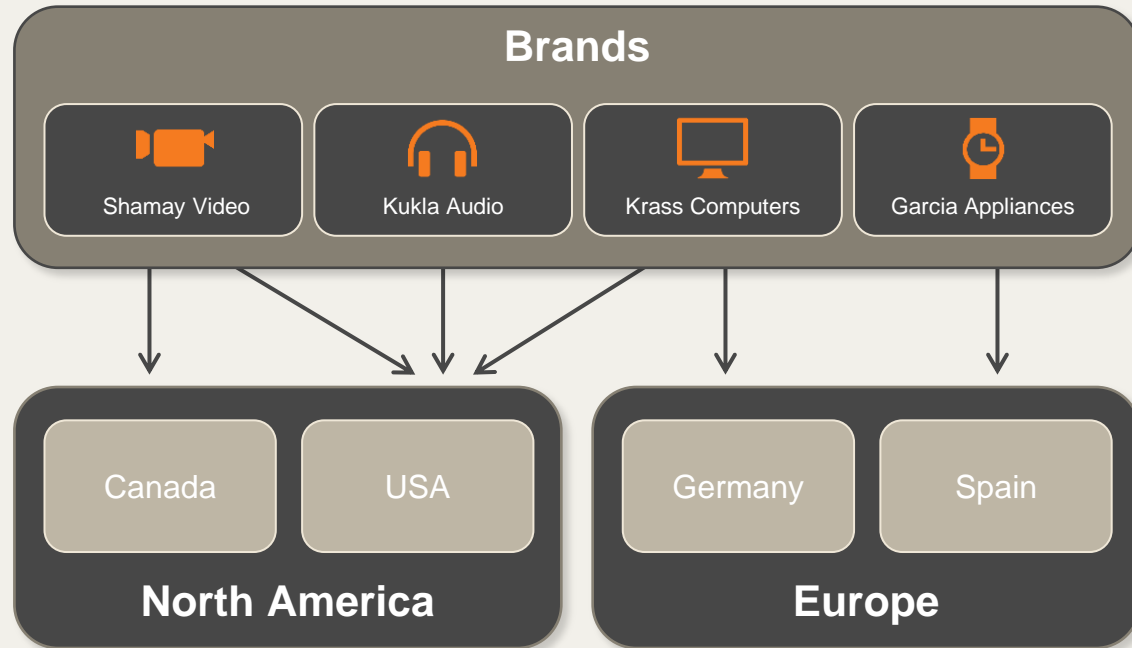 Brands
Shamay Video
Kukla Audio
Krass Computers
Garcia Appliances
Canada
USA
Germany
Spain
North America
Europe